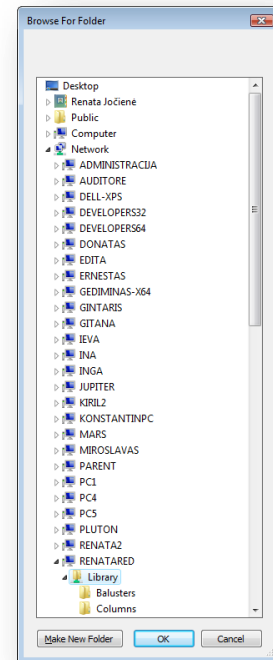 Browse For Folder
Desktop
Renata Jočienė
Public
Computer
Network
ADMINISTRACIJA
AUDITORE
DELL-XPS
DEVELOPERS32
DEVELOPERS64
DONATAS
EDITA
ERNESTAS
GEDIMINAS-X64
GINTARIS
GITANA
IEVA
INA
INGA
JUPITER
KIRIL2
KONSTANTINPC
MARS
MIROSLAVAS
PARENT
PC1
PC4
PC5
PLUTON
RENATA2
RENATARED
Library
Balusters
Columns
Make New Folder OK Cancel